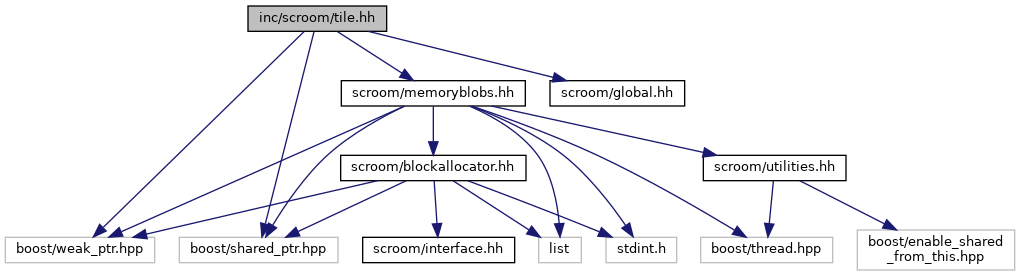 inc/scroom/tile.hh
scroom/memoryblobs.hh
scroom/global.hh
scroom/blockallocator.hh
scroom/utilities.hh
boost/weak_ptr.hpp
boost/shared_ptr.hpp
scroom/interface.hh
list
stdint.h
boost/thread.hpp
boost/enable_shared
_from_this.hpp